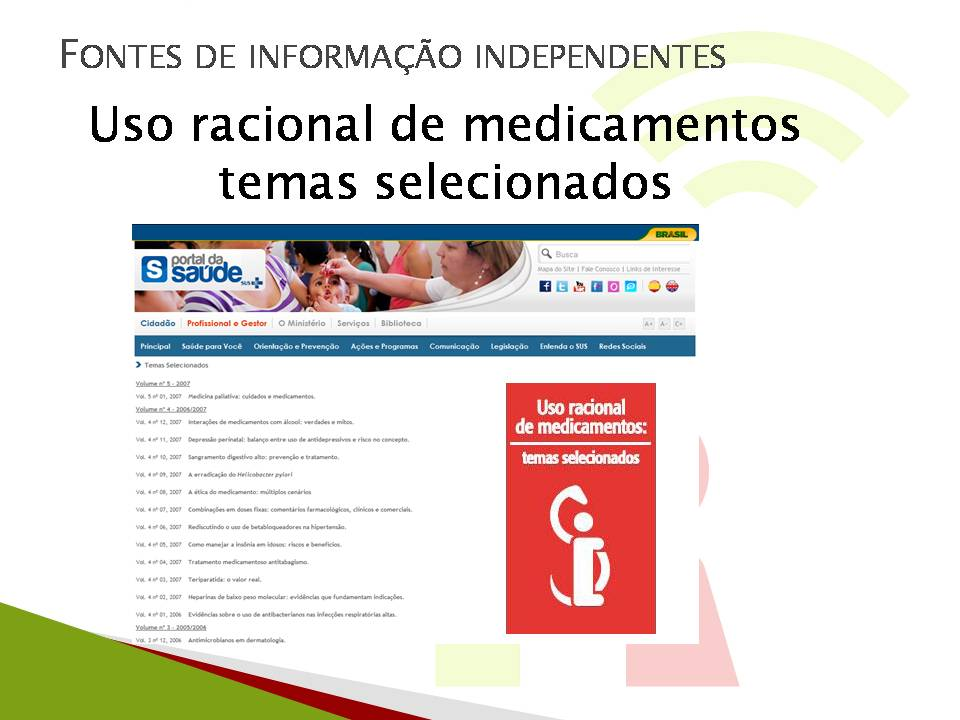 FONTES DE INFORMAÇÃO INDEPENDENTES
Uso racional de medicamentos
temas selecionados
BRASIL
S portal da
saúde
SUS
Busca
Mapa do Site | Fale Conosco | Links de Interesse
Cidadão | Profissional e Gestor | O Ministério | Serviços | Biblioteca |
A+ A- C+
Principal Saúde para Você Orientação e Prevenção Ações e Programas Comunicação Legislação Entenda o SUS Redes Sociais
Temas Selecionados
Volume nº 5 - 2007
Vol. 5 nº 01, 2007 Medicina paliativa: cuidados e medicamentos.
Volume nº 4 - 2006/2007
Vol. 4 nº 12, 2007 Interações de medicamentos com álcool: verdades e mitos.
Vol. 4 nº 11, 2007 Depressão perinatal: balanço entre uso de antidepressivos e risco no concepto.
Vol. 4 nº 10, 2007 Sangramento digestivo alto: prevenção e tratamento.
Vol. 4 nº 09, 2007 A erradicação do Helicobacter pylori
Vol. 4 nº 08, 2007 A ética do medicamento: múltiplos cenários
Vol. 4 nº 07, 2007 Combinações em doses fixas: comentários farmacológicos, clínicos e comerciais.
Vol. 4 nº 06, 2007 Rediscutindo o uso de betabloqueadores na hipertensão.
Vol. 4 nº 05, 2007 Como manejar a insônia em idosos: riscos e benefícios.
Vol. 4 nº 04, 2007 Tratamento medicamentoso antitabagismo.
Vol. 4 nº 03, 2007 Teriparatida: o valor real.
Vol. 4 nº 02, 2007 Heparinas de baixo peso molecular: evidências que fundamentam indicações.
Vol. 4 nº 01, 2006 Evidências sobre o uso de antibacterianos nas infecções respiratórias altas.
Volume nº 3 - 2005/2006
Vol. 3 nº 12, 2006 Antimicrobianos em dermatologia.
Uso racional
de medicamentos:
temas selecionados